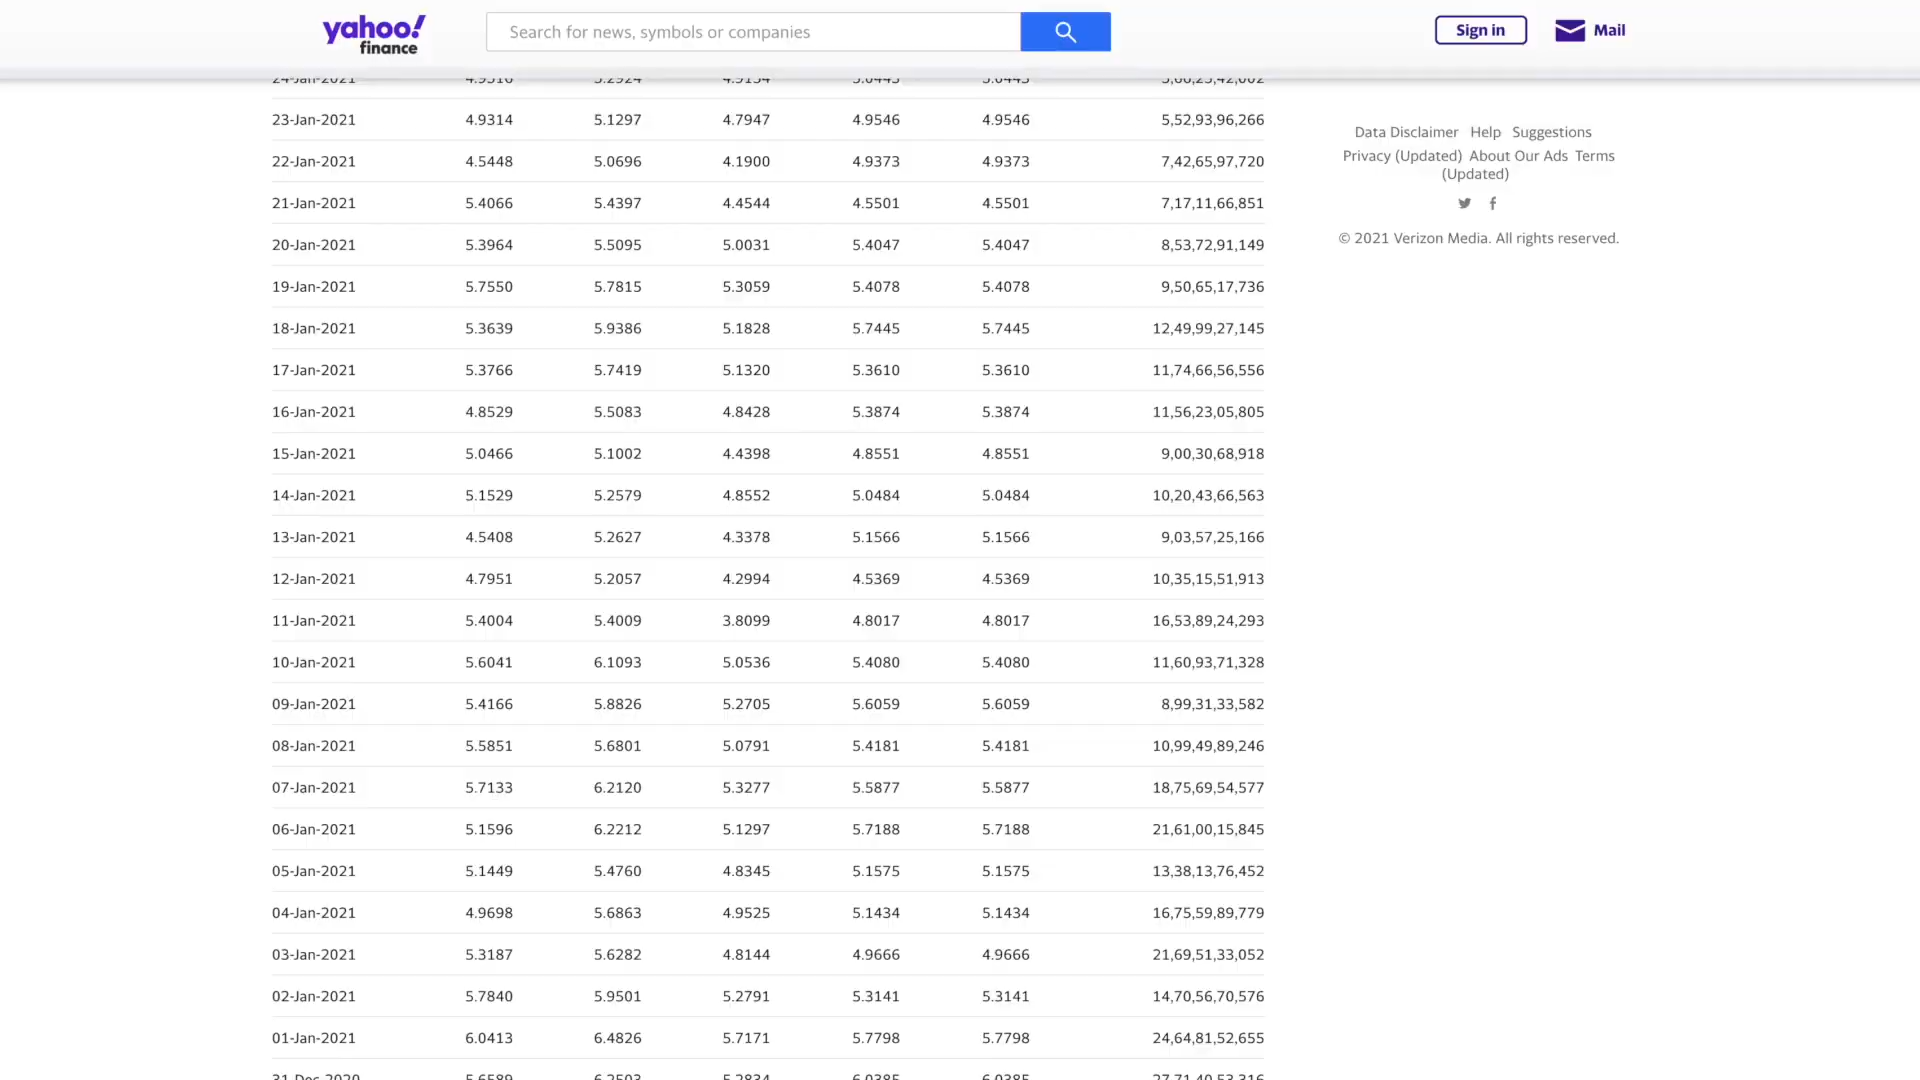 yahoo!
finance
Search for news, symbols or companies
Sign in
Mail
23-Jan-2021 4.9314 5.1297 4.7947 4.9546 4.9546 5,52,93,96,266
22-Jan-2021 4.5448 5.0696 4.1900 4.9373 4.9373 7,42,65,97,720
21-Jan-2021 5.4066 5.4397 4.4544 4.5501 4.5501 7,17,11,66,851
20-Jan-2021 5.3964 5.5095 5.0031 5.4047 5.4047 8,53,72,91,149
19-Jan-2021 5.7550 5.7815 5.3059 5.4078 5.4078 9,50,65,17,736
18-Jan-2021 5.3639 5.9386 5.1828 5.7445 5.7445 12,49,99,27,145
17-Jan-2021 5.3766 5.7419 5.1320 5.3610 5.3610 11,74,66,56,556
16-Jan-2021 4.8529 5.5083 4.8428 5.3874 5.3874 11,56,23,05,805
15-Jan-2021 5.0466 5.1002 4.4398 4.8551 4.8551 9,00,30,68,918
14-Jan-2021 5.1529 5.2579 4.8552 5.0484 5.0484 10,20,43,66,563
13-Jan-2021 4.5408 5.2627 4.3378 5.1566 5.1566 9,03,57,25,166
12-Jan-2021 4.7951 5.2057 4.2994 4.5369 4.5369 10,35,15,51,913
11-Jan-2021 5.4004 5.4009 3.8099 4.8017 4.8017 16,53,89,24,293
10-Jan-2021 5.6041 6.1093 5.0536 5.4080 5.4080 11,60,93,71,328
09-Jan-2021 5.4166 5.8826 5.2705 5.6059 5.6059 8,99,31,33,582
08-Jan-2021 5.5851 5.6801 5.0791 5.4181 5.4181 10,99,49,89,246
07-Jan-2021 5.7133 6.2120 5.3277 5.5877 5.5877 18,75,69,54,577
06-Jan-2021 5.1596 6.2212 5.1297 5.7188 5.7188 21,61,00,15,845
05-Jan-2021 5.1449 5.4760 4.8345 5.1575 5.1575 13,38,13,76,452
04-Jan-2021 4.9698 5.6863 4.9525 5.1434 5.1434 16,75,59,89,779
03-Jan-2021 5.3187 5.6282 4.8144 4.9666 4.9666 21,69,51,33,052
02-Jan-2021 5.7840 5.9501 5.2791 5.3141 5.3141 14,70,56,70,576
01-Jan-2021 6.0413 6.4826 5.7171 5.7798 5.7798 24,64,81,52,655
Data Disclaimer Help Suggestions
Privacy (Updated) About Our Ads Terms
(Updated)
© 2021 Verizon Media. All rights reserved.